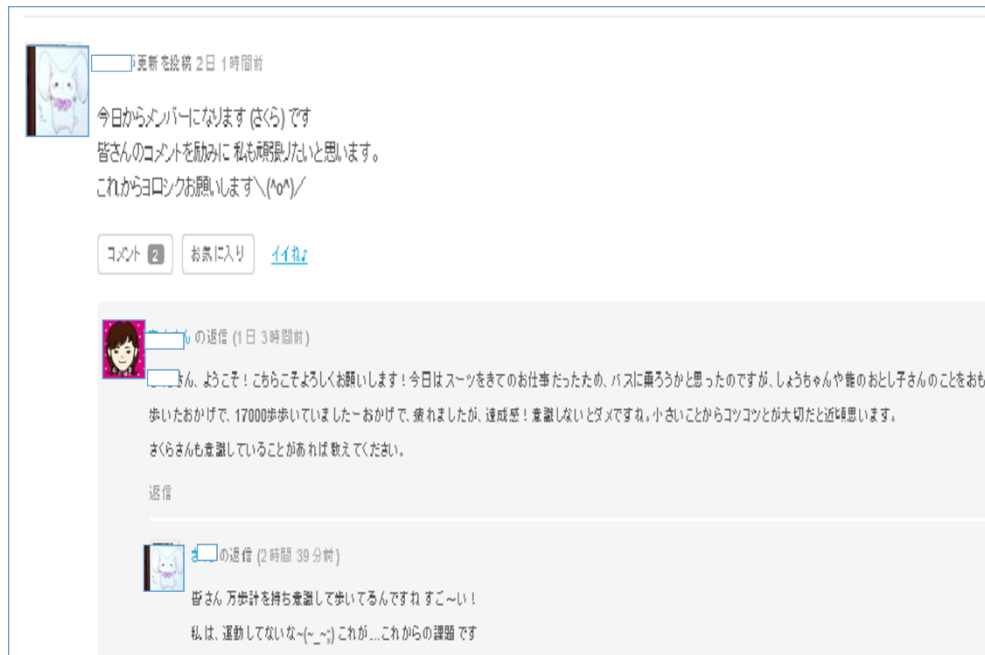 更新を投稿 2日 1時間前
今日からメンバーになります (さくら) です
皆さんのコメントを励みに 私も頑張りたいと思います。
これからヨロシクお願いします＼(^o^)／
コメント 2 お気に入り イイね♪
の返信 (1日 3時間前)
さん、ようこそ！こちらこそよろしくお願いします！今日はスーツをきてのお仕事だったため、バスに乗ろうかと思ったのですが、しょうちゃんや龍のおとし子さんのことをおも
歩いたおかげで、17000歩歩いていましたーおかげで、疲れましたが、達成感！意識しないとダメですね。小さいことからコツコツとが大切だと近頃思います。
さくらさんも意識していることがあれば教えてください。
返信
の返信 (2時間 39分前)
皆さん 万歩計を持ち意識して歩いてるんですね すご〜い！
私は、運動してないな~(~_~;) これが...これからの課題です